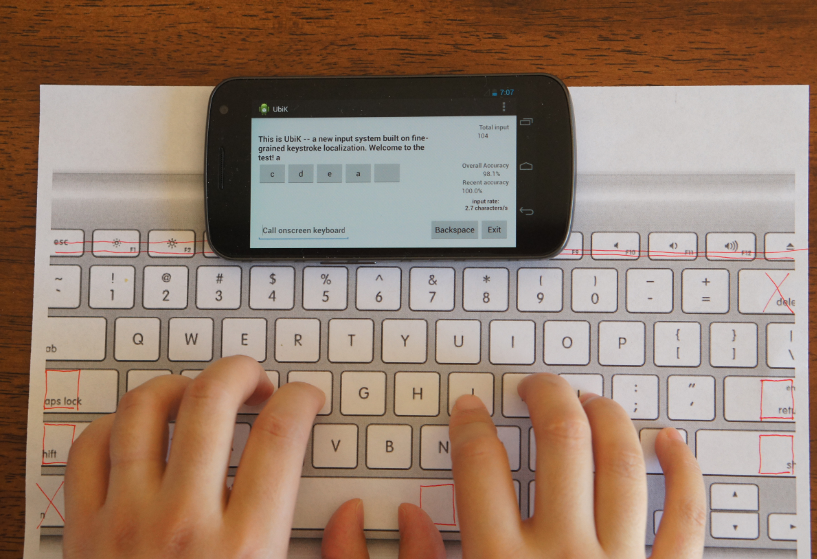 7:07
UbiK
Total input
104
This is UbiK -- a new input system built on fine-
grained keystroke localization. Welcome to the
test! a
c d e a
Overall Accuracy
98.1%
Recent accuracy
100.0%
input rate:
2.7 characters/s
Call onscreen keyboard
Backspace Exit
esc F1 F2 F10 F11 F12
~ ! @ # $ % ^ & * ( ) − +
` 1 2 3 4 5 6 7 8 9 0 - =
dele
Q W E R T Y U I O P { [ } ] | \
ab
aps lock G H J : ; " '
retu
hift V B N
sh